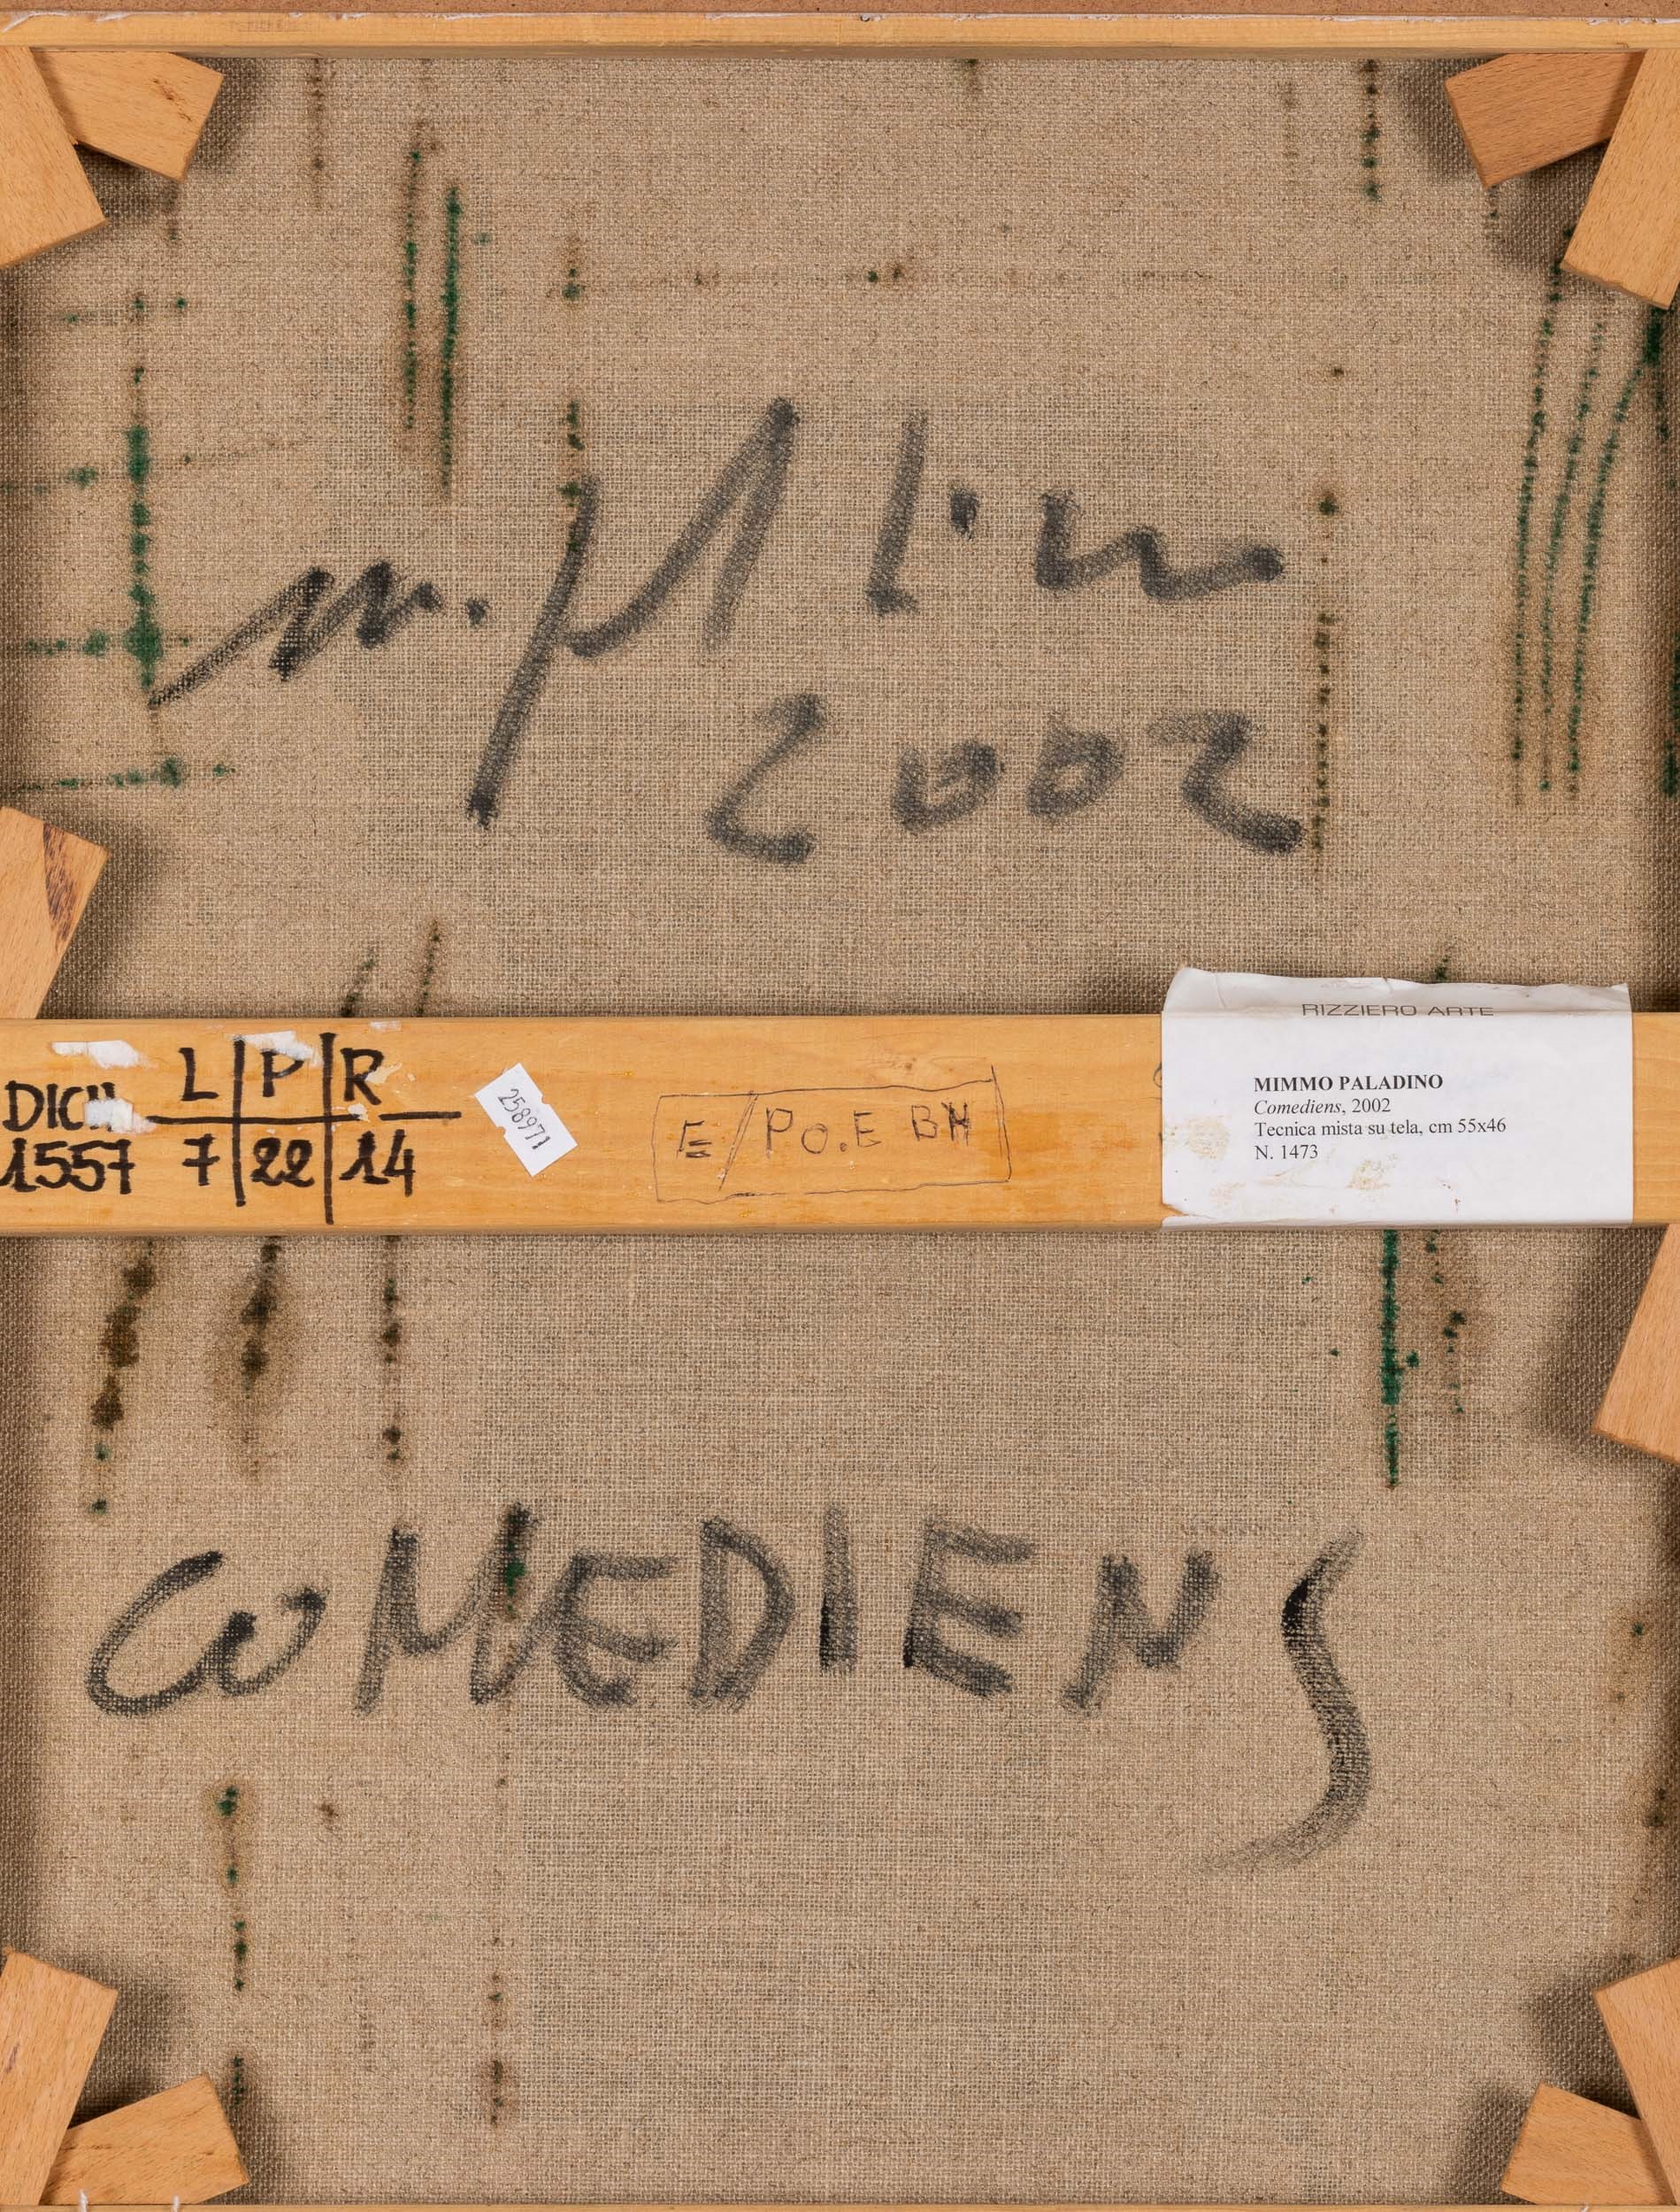 2002
RIZZIERO ARTE
MIMMO PALADINO
Comediens, 2002
Tecnica mista su tela, cm 55x46
N. 1473
L|P|R
1557 7|22|14
258971
E/PO.E BH
COMEDIENS